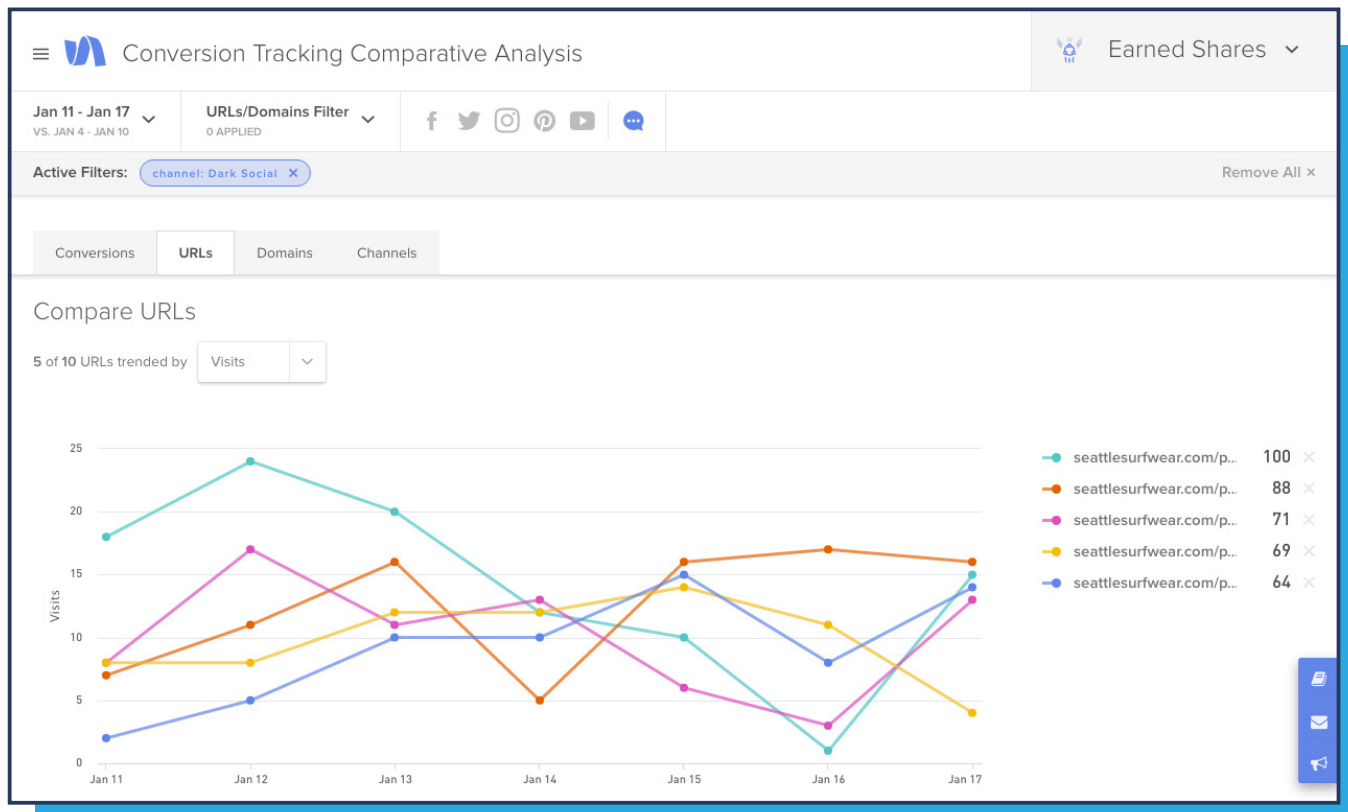 Conversion Tracking Comparative Analysis
Earned Shares
Jan 11 - Jan 17
VS. JAN 4 - JAN 10
URLs/Domains Filter
0 APPLIED
Active Filters:
channel: Dark Social ×
Remove All ×
Conversions URLs Domains Channels
Compare URLs
5 of 10 URLs trended by Visits
25
20
15
10
5
0
Visits
Jan 11 Jan 12 Jan 13 Jan 14 Jan 15 Jan 16 Jan 17
seattlesurfwear.com/p... 100 ×
seattlesurfwear.com/p... 88 ×
seattlesurfwear.com/p... 71 ×
seattlesurfwear.com/p... 69 ×
seattlesurfwear.com/p... 64 ×